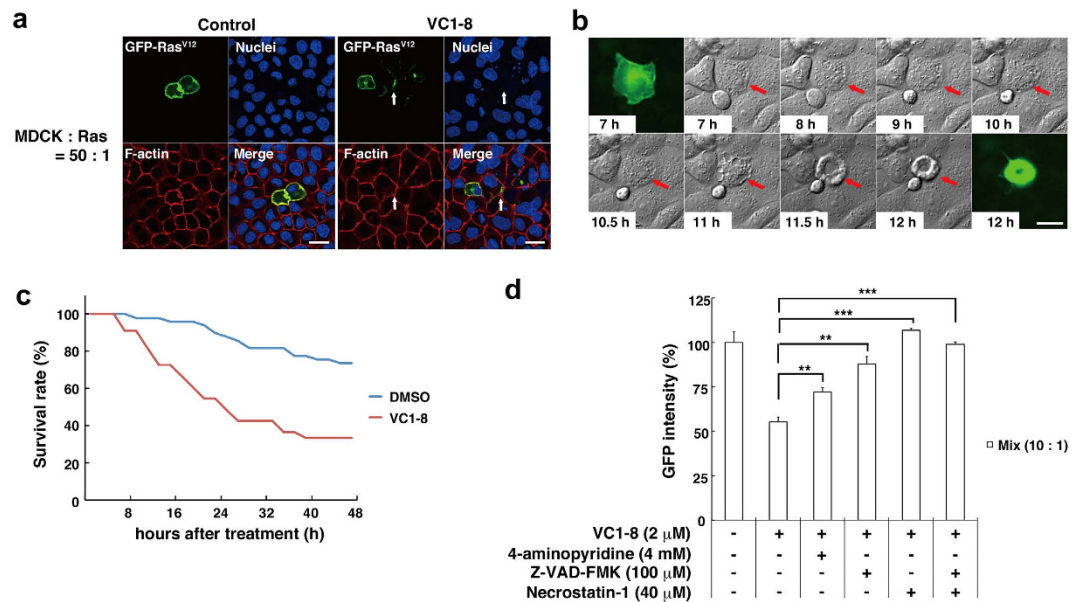 a
Control VC1-8
GFP-Ras^V12 Nuclei GFP-Ras^V12 Nuclei
MDCK : Ras
= 50 : 1
F-actin Merge F-actin Merge
b
7 h 7 h 8 h 9 h 10 h
10.5 h 11 h 11.5 h 12 h 12 h
c
Survival rate (%)
100
80
60
40
20
0
8 16 24 32 40 48
hours after treatment (h)
DMSO
VC1-8
d
GFP intensity (%)
125
100
75
50
25
0
***
***
**
**
Mix (10 : 1)
VC1-8 (2 μM) - + + + + +
4-aminopyridine (4 mM) - - + - - -
Z-VAD-FMK (100 μM) - - - + - +
Necrostatin-1 (40 μM) - - - - + +